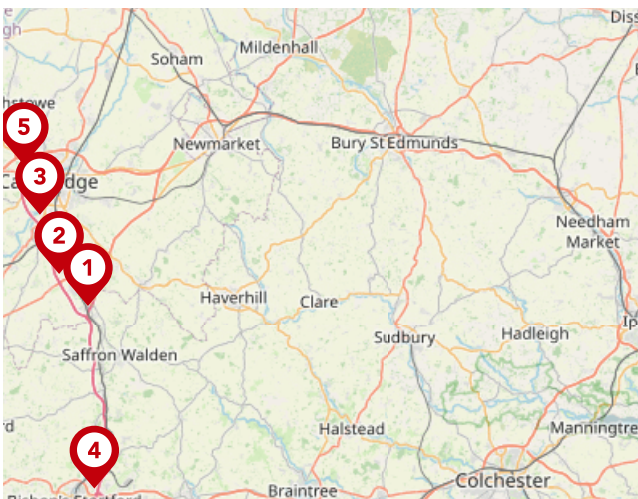 Diss
Soham
Mildenhall
5
Newmarket
Bury St Edmunds
3
2
Needham
Market
1
Haverhill
Clare
Sudbury
Hadleigh
Saffron Walden
4
Halstead
Colchester
Braintree